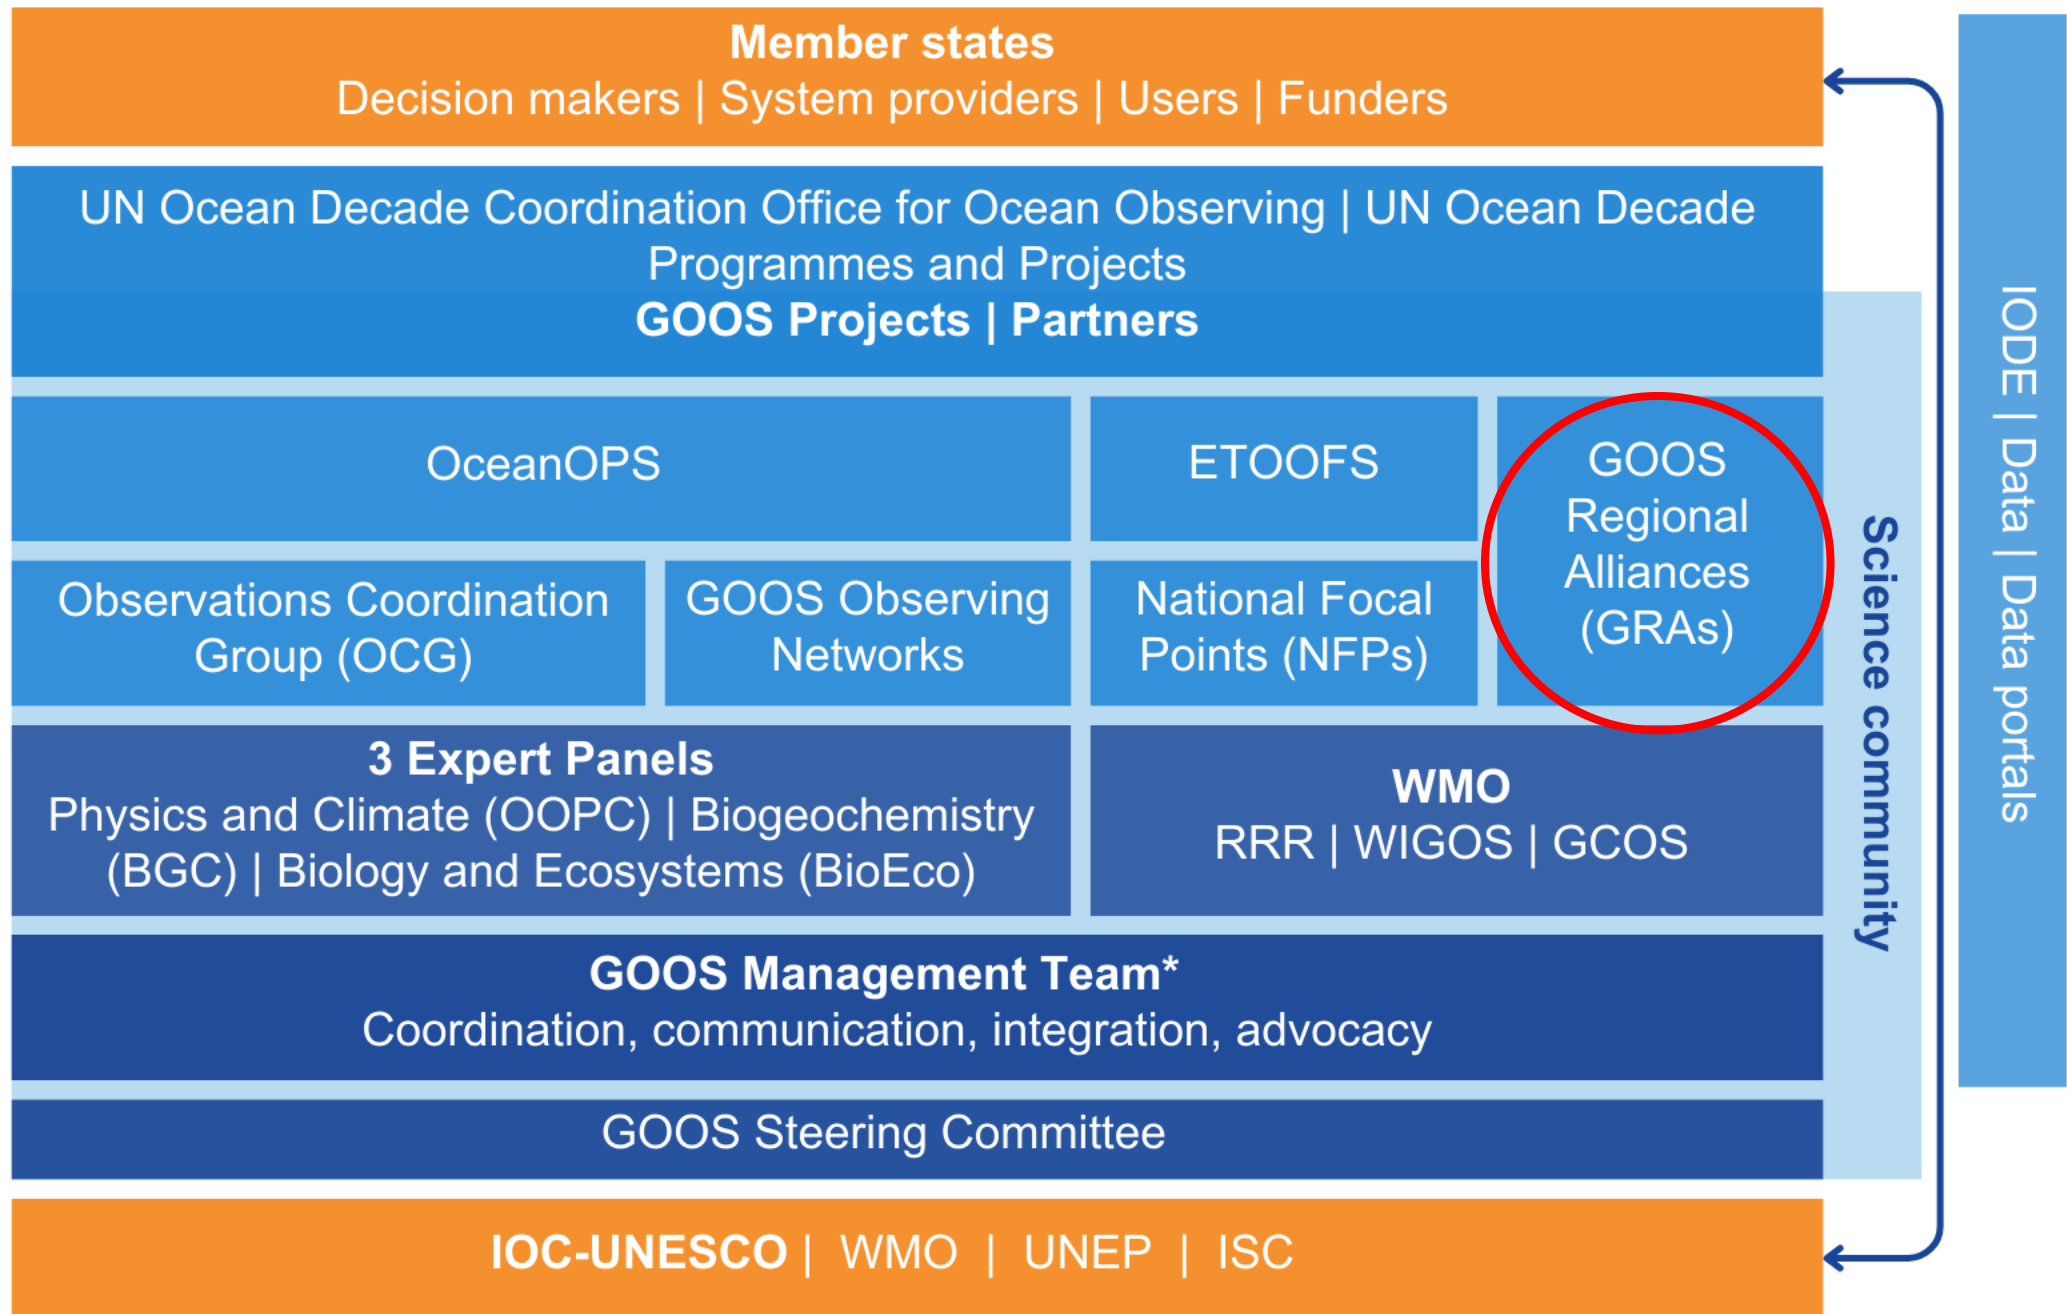 Member states
Decision makers | System providers | Users | Funders
UN Ocean Decade Coordination Office for Ocean Observing | UN Ocean Decade
Programmes and Projects
GOOS Projects | Partners
OceanOPS
ETOOFS
GOOS
Regional
Alliances
(GRAs)
Observations Coordination
Group (OCG)
GOOS Observing
Networks
National Focal
Points (NFPs)
3 Expert Panels
Physics and Climate (OOPC) | Biogeochemistry
(BGC) | Biology and Ecosystems (BioEco)
WMO
RRR | WIGOS | GCOS
GOOS Management Team*
Coordination, communication, integration, advocacy
GOOS Steering Committee
IOC-UNESCO | WMO | UNEP | ISC
Science community
IODE | Data | Data portals